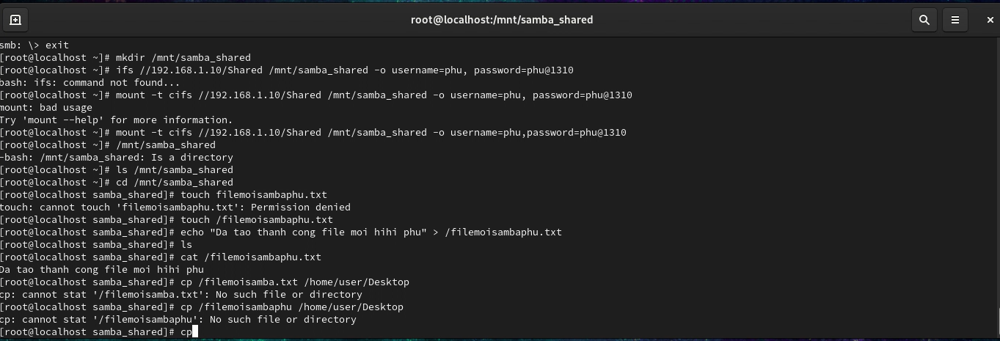 root@localhost:/mnt/samba_shared
smb: \> exit
[root@localhost ~]# mkdir /mnt/samba_shared
[root@localhost ~]# ifs //192.168.1.10/Shared /mnt/samba_shared -o username=phu, password=phu@1310
bash: ifs: command not found...
[root@localhost ~]# mount -t cifs //192.168.1.10/Shared /mnt/samba_shared -o username=phu, password=phu@1310
mount: bad usage
Try 'mount --help' for more information.
[root@localhost ~]# mount -t cifs //192.168.1.10/Shared /mnt/samba_shared -o username=phu,password=phu@1310
[root@localhost ~]# /mnt/samba_shared
-bash: /mnt/samba_shared: Is a directory
[root@localhost ~]# ls /mnt/samba_shared
[root@localhost ~]# cd /mnt/samba_shared
[root@localhost samba_shared]# touch filemoisambaphu.txt
touch: cannot touch 'filemoisambaphu.txt': Permission denied
[root@localhost samba_shared]# touch /filemoisambaphu.txt
[root@localhost samba_shared]# echo "Da tao thanh cong file moi hihi phu" > /filemoisambaphu.txt
[root@localhost samba_shared]# ls
[root@localhost samba_shared]# cat /filemoisambaphu.txt
Da tao thanh cong file moi hihi phu
[root@localhost samba_shared]# cp /filemoisamba.txt /home/user/Desktop
cp: cannot stat '/filemoisamba.txt': No such file or directory
[root@localhost samba_shared]# cp /filemoisambaphu /home/user/Desktop
cp: cannot stat '/filemoisambaphu': No such file or directory
[root@localhost samba_shared]# cp